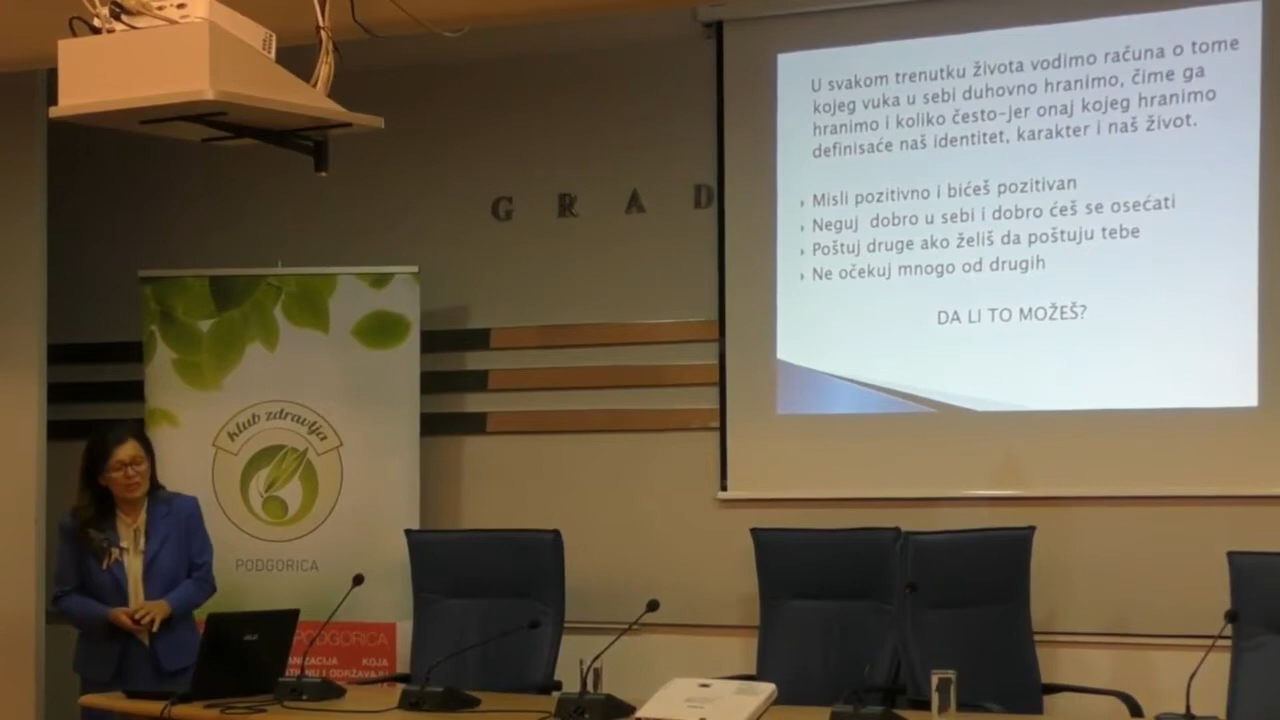 U svakom trenutku života vodimo računa o tome
kojeg vuka u sebi duhovno hranimo, čime ga
hranimo i koliko često-jer onaj kojeg hranimo
definisaće naš identitet, karakter i naš život.
Misli pozitivno i bićeš pozitivan
Neguj dobro u sebi i dobro ćeš se osećati
Poštuj druge ako želiš da poštuju tebe
Ne očekuj mnogo od drugih
DA LI TO MOŽEŠ?
GRAD
klub zdravlja
PODGORICA
PODGORICA
KOJA
I ODRŽAVAJU